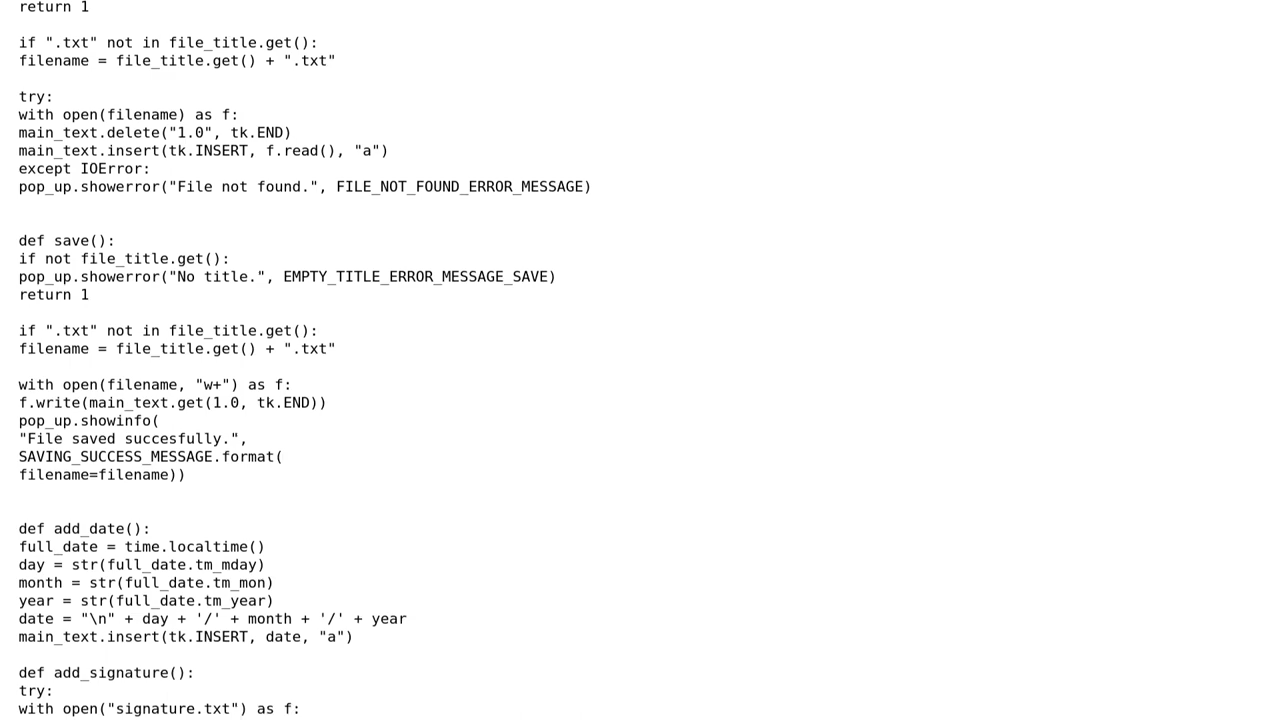 return 1
if ".txt" not in file_title.get():
filename = file_title.get() + ".txt"
try:
with open(filename) as f:
main_text.delete("1.0", tk.END)
main_text.insert(tk.INSERT, f.read(), "a")
except IOError:
pop_up.showerror("File not found.", FILE_NOT_FOUND_ERROR_MESSAGE)
def save():
if not file_title.get():
pop_up.showerror("No title.", EMPTY_TITLE_ERROR_MESSAGE_SAVE)
return 1
if ".txt" not in file_title.get():
filename = file_title.get() + ".txt"
with open(filename, "w+") as f:
f.write(main_text.get(1.0, tk.END))
pop_up.showinfo(
"File saved succesfully.",
SAVING_SUCCESS_MESSAGE.format(
filename=filename))
def add_date():
full_date = time.localtime()
day = str(full_date.tm_mday)
month = str(full_date.tm_mon)
year = str(full_date.tm_year)
date = "\n" + day + '/' + month + '/' + year
main_text.insert(tk.INSERT, date, "a")
def add_signature():
try:
with open("signature.txt") as f: